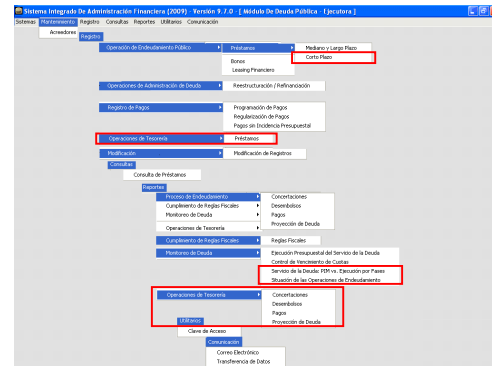 Sistema Integrado De Administración Financiera (2009) - Versión 9.7.0 - [ Módulo De Deuda Pública - Ejecutora ]
Sistemas Mantenimiento Registro Consultas Reportes Utilitarios Comunicación
Acreedores
Registro
Operación de Endeudamiento Público
Préstamos
Mediano y Largo Plazo
Corto Plazo
Bonos
Leasing Financiero
Operaciones de Administración de Deuda
Reestructuración / Refinanciación
Registro de Pagos
Programación de Pagos
Regularización de Pagos
Pagos sin Incidencia Presupuestal
Operaciones de Tesorería
Préstamos
Modificación
Modificación de Registros
Consultas
Consulta de Préstamos
Reportes
Proceso de Endeudamiento
Concertaciones
Cumplimiento de Reglas Fiscales
Desembolsos
Monitoreo de Deuda
Pagos
Proyección de Deuda
Operaciones de Tesorería
Cumplimiento de Reglas Fiscales
Reglas Fiscales
Monitoreo de Deuda
Ejecución Presupuestal del Servicio de la Deuda
Control de Vencimiento de Cuotas
Servicio de la Deuda: PIM vs. Ejecución por Fases
Situación de las Operaciones de Endeudamiento
Operaciones de Tesorería
Concertaciones
Desembolsos
Pagos
Proyección de Deuda
Utilitarios
Clave de Acceso
Comunicación
Correo Electrónico
Transferencia de Datos